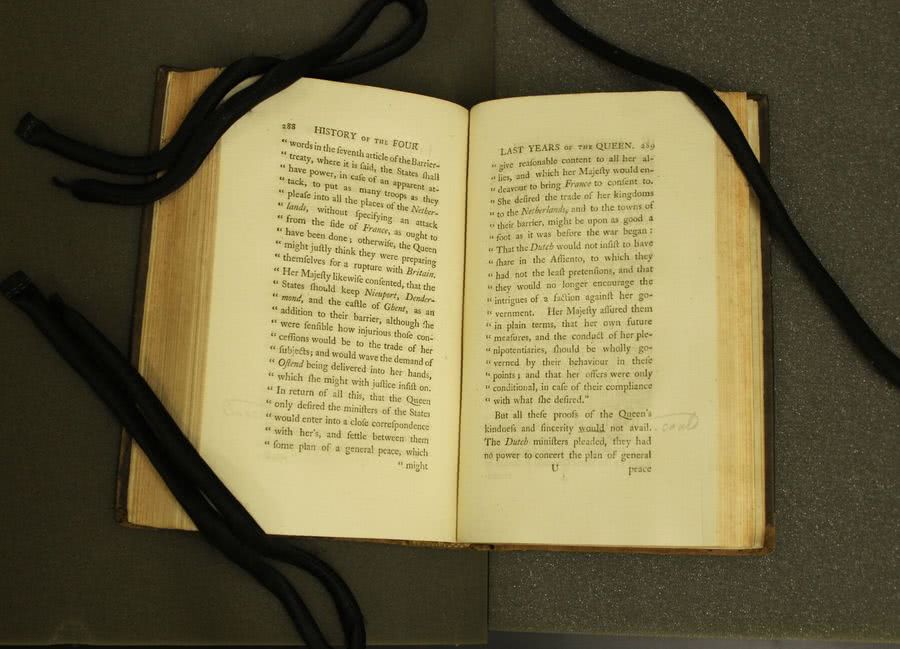 288 HISTORY OF THE FOUR
“ words in the ſeventh article of the Barrier-
“ treaty, where it is ſaid, the States ſhall
“ have power, in caſe of an apparent at-
“ tack, to put as many troops as they
“ pleaſe into all the places of the Nether-
“ lands, without ſpecifying an attack
“ from the ſide of France, as ought to
“ have been done; otherwiſe, the Queen
“ might juſtly think they were preparing
“ themſelves for a rupture with Britain.
“ Her Majeſty likewiſe conſented, that the
“ States ſhould keep Nieuport, Dender-
“ mond, and the caſtle of Ghent, as an
“ addition to their barrier, although ſhe
“ were ſenſible how injurious thoſe con-
“ ceſſions would be to the trade of her
“ ſubjects; and would wave the demand of
“ Oſtend being delivered into her hands,
“ which ſhe might with juſtice inſiſt on.
“ In return of all this, that the Queen
“ only deſired the miniſters of the States
“ would enter into a cloſe correſpondence
“ with her's, and ſettle between them
“ ſome plan of a general peace, which
“ might
LAST YEARS OF THE QUEEN. 289
“ give reaſonable content to all her al-
“ lies, and which her Majeſty would en-
“ deavour to bring France to conſent to.
“ She deſired the trade of her kingdoms
“ to the Netherlands, and to the towns of
“ their barrier, might be upon as good a
“ foot as it was before the war began:
“ That the Dutch would not inſiſt to have
“ ſhare in the Aſſiento, to which they
“ had not the leaſt pretenſions, and that
“ they would no longer encourage the
“ intrigues of a faction againſt her go-
“ vernment. Her Majeſty aſſured them
“ in plain terms, that her own future
“ meaſures, and the conduct of her ple-
“ nipotentiaries, ſhould be wholly go-
“ verned by their behaviour in theſe
“ points; and that her offers were only
“ conditional, in caſe of their compliance
“ with what ſhe deſired.”
But all theſe proofs of the Queen's
kindneſs and ſincerity would not avail. could
The Dutch miniſters pleaded, they had
no power to concert the plan of general
U peace